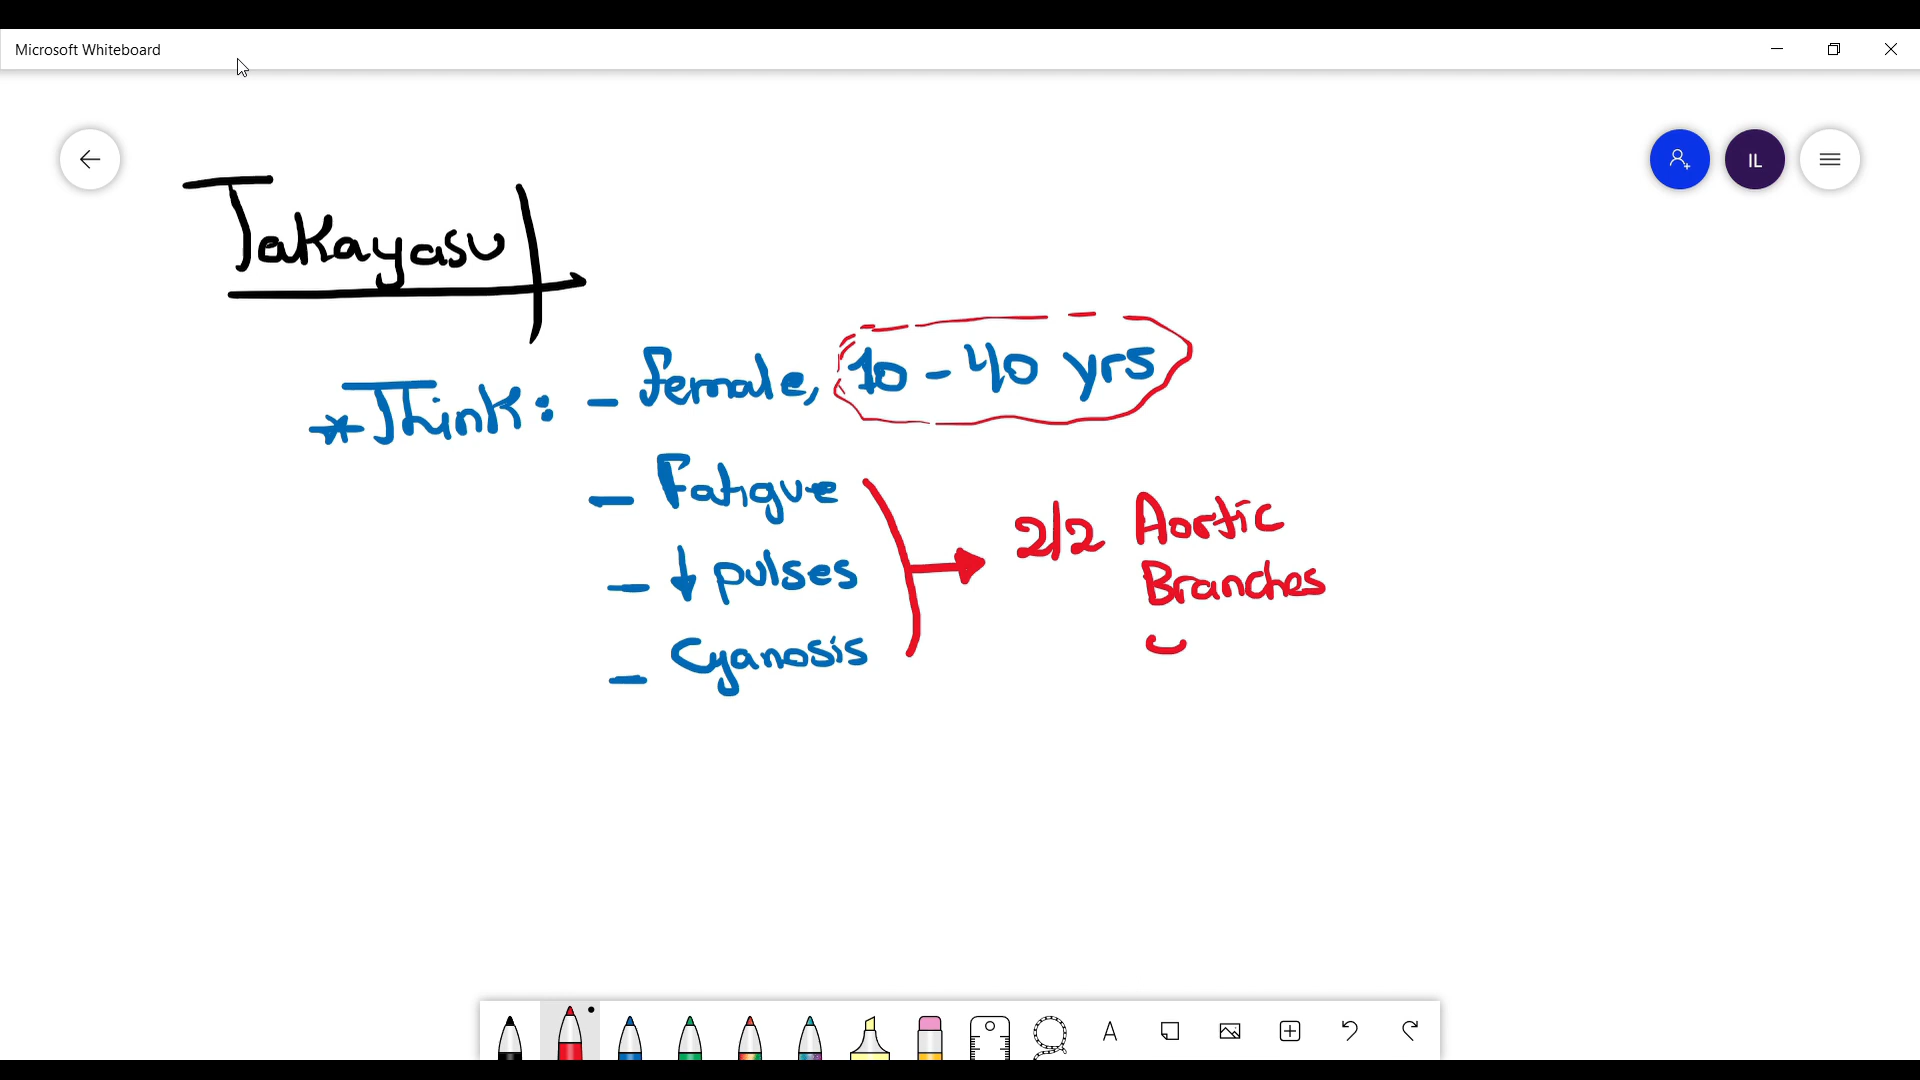 Microsoft Whiteboard
IL
Takayasu
*Think: - female, 10 - 40 yrs
- Fatigue
- ↓ pulses
- Cyanosis
2/2 Aortic
Branches
A